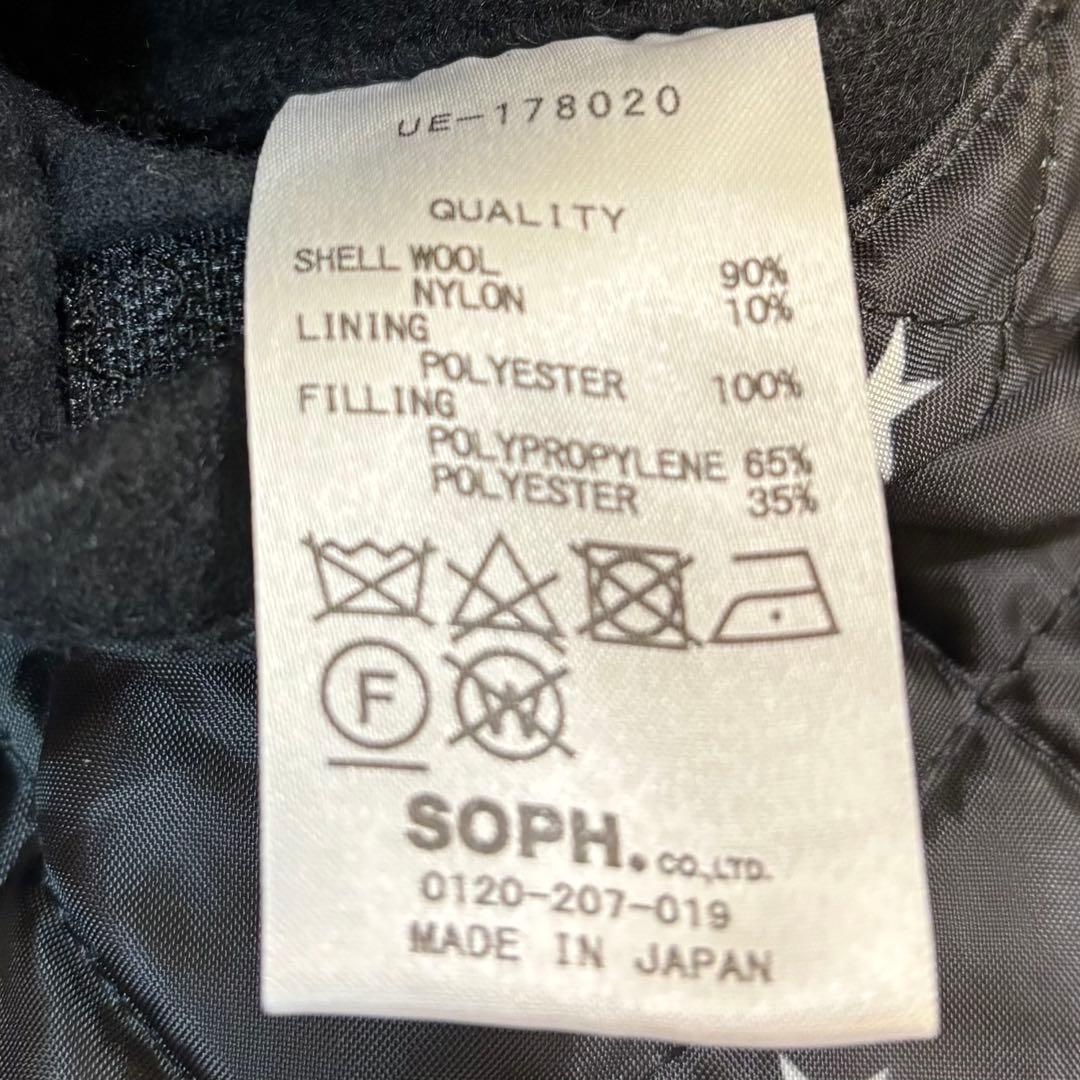 UE-178020
QUALITY
SHELL WOOL 90%
NYLON 10%
LINING
POLYESTER 100%
FILLING
POLYPROPYLENE 65%
POLYESTER 35%
F W
SOPH. CO.,LTD.
0120-207-019
MADE IN JAPAN